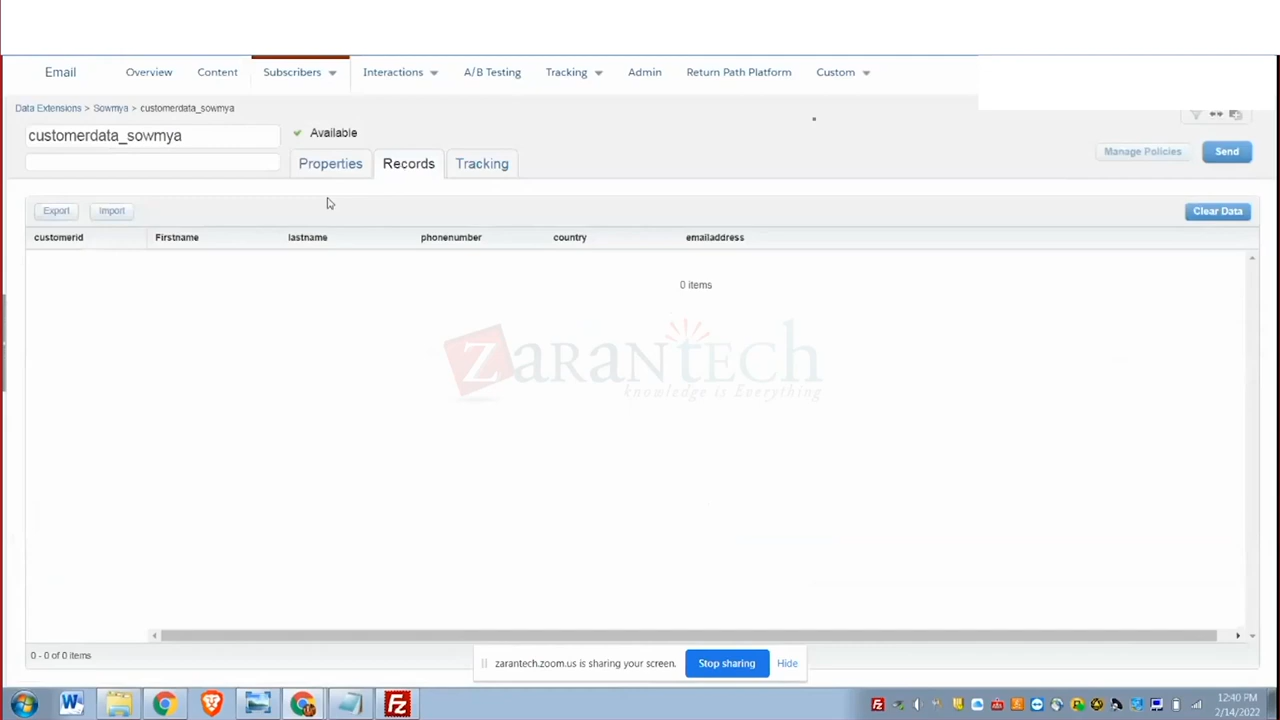 Email Overview Content Subscribers Interactions A/B Testing Tracking Admin Return Path Platform Custom
Data Extensions > Sowmya > customerdata_sowmya
customerdata_sowmya Available
Properties Records Tracking Manage Policies Send
Export Import Clear Data
customerid Firstname lastname phonenumber country emailaddress
0 items
ZaranTech
knowledge is Everything
0 - 0 of 0 items
zarantech.zoom.us is sharing your screen. Stop sharing Hide
12:40 PM
2/14/2022